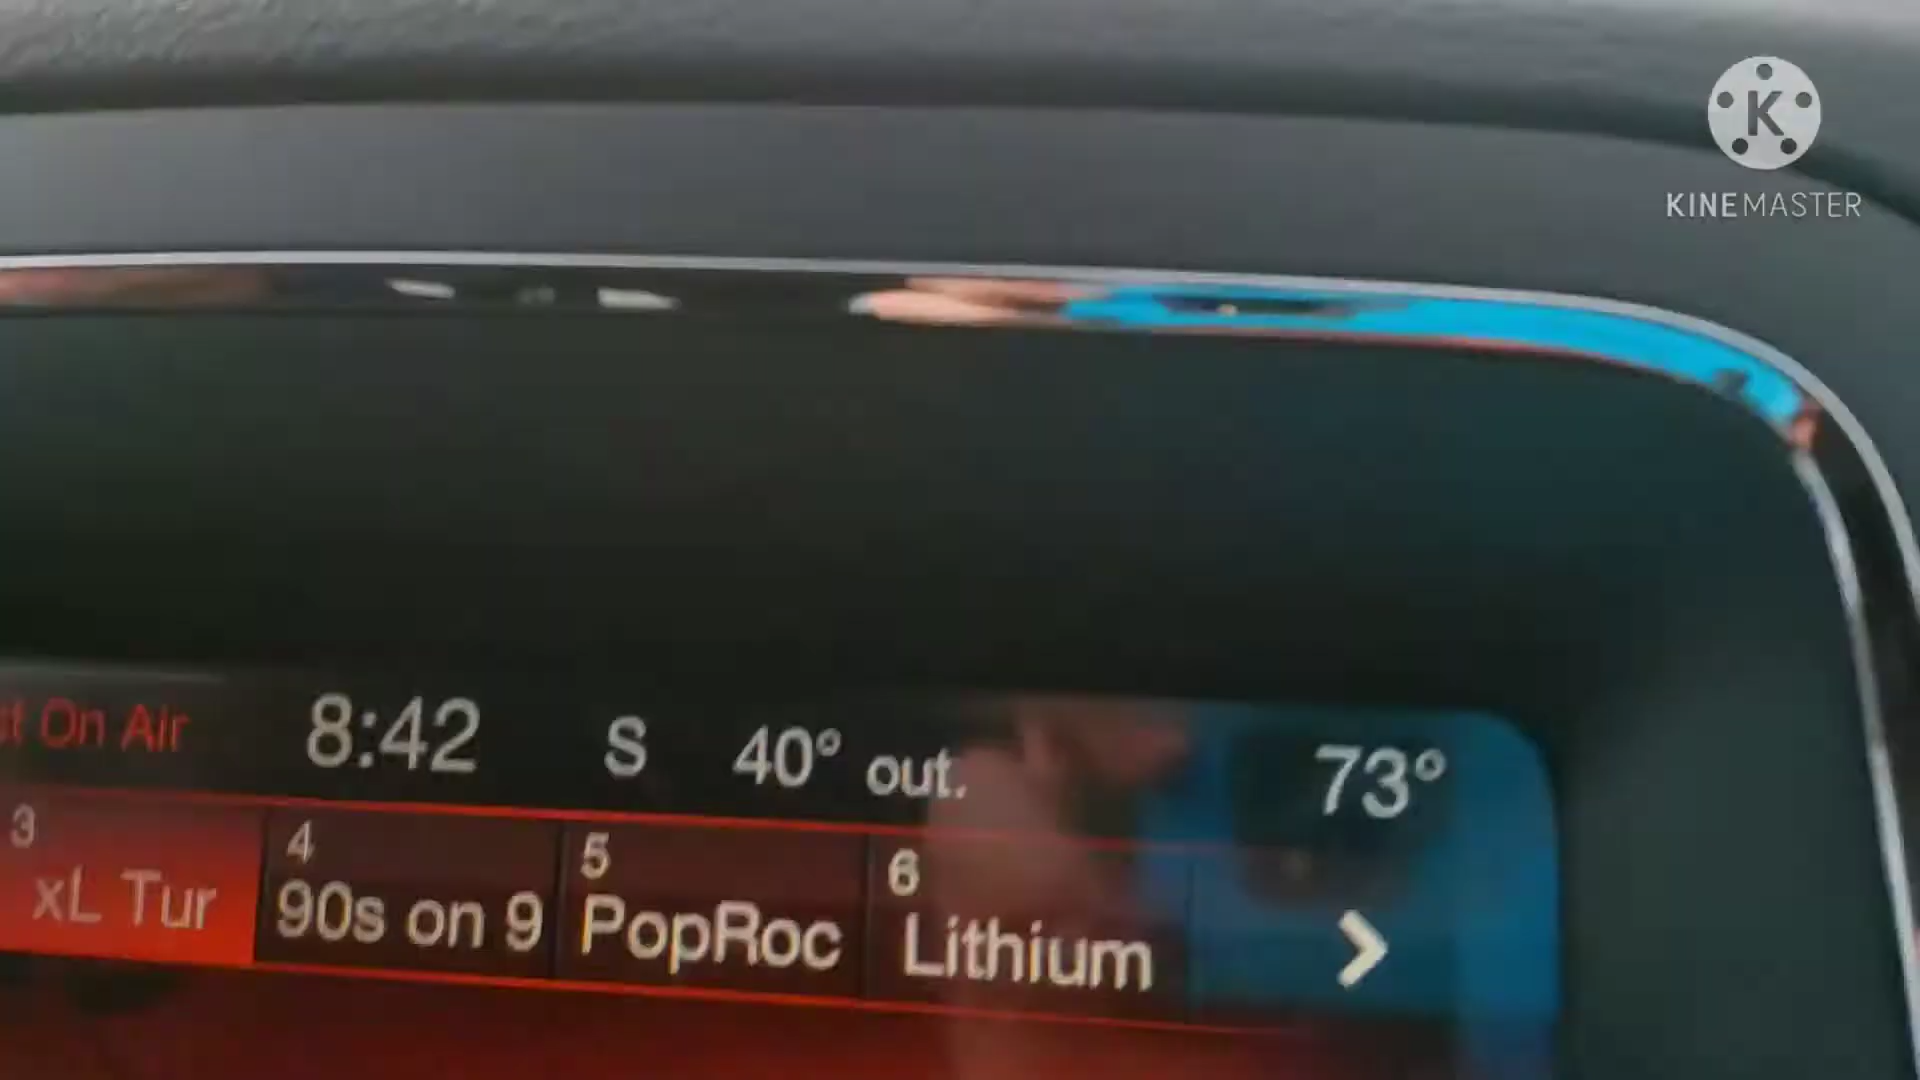 K
KINEMASTER
On Air 8:42 S 40° out. 73°
3 4 5 6
xL Tur 90s on 9 PopRoc Lithium